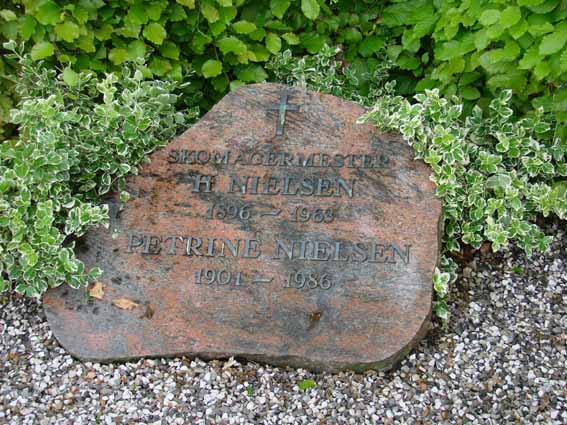 SKOMAGERMESTER
H. NIELSEN
1896 ~ 1963
PETRINE NIELSEN
1901 ~ 1986